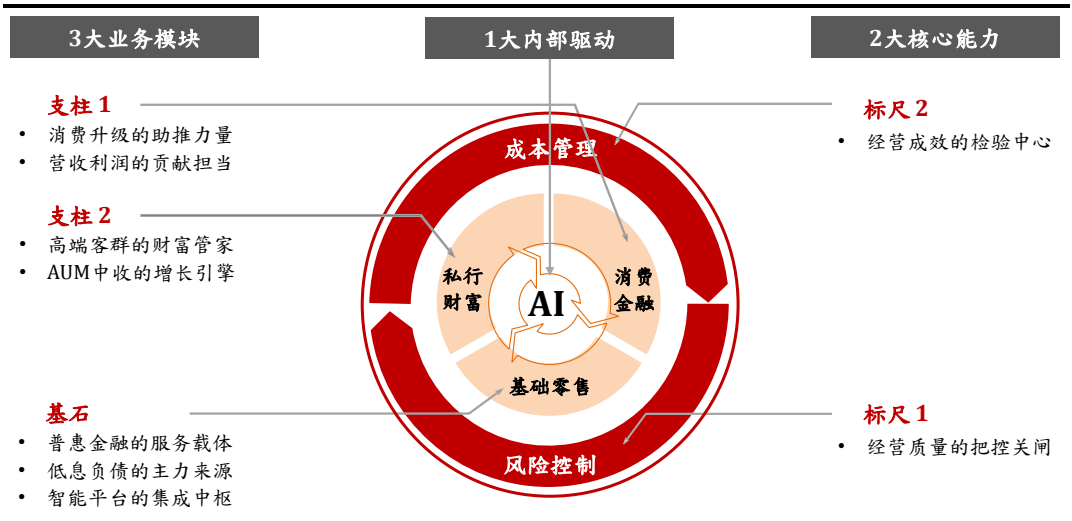 3大业务模块
1大内部驱动
2大核心能力
支柱 1
• 消费升级的助推力量
• 营收利润的贡献担当
支柱 2
• 高端客群的财富管家
• AUM中收的增长引擎
基石
• 普惠金融的服务载体
• 低息负债的主力来源
• 智能平台的集成中枢
成本管理
私行
财富
AI
消费
金融
基础零售
风险控制
标尺 2
• 经营成效的检验中心
标尺 1
• 经营质量的把控关闸